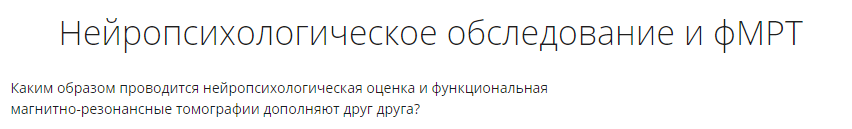 Нейропсихологическое обследование и фМРТ
Каким образом проводится нейропсихологическая оценка и функциональная
магнитно-резонансные томографии дополняют друг друга?